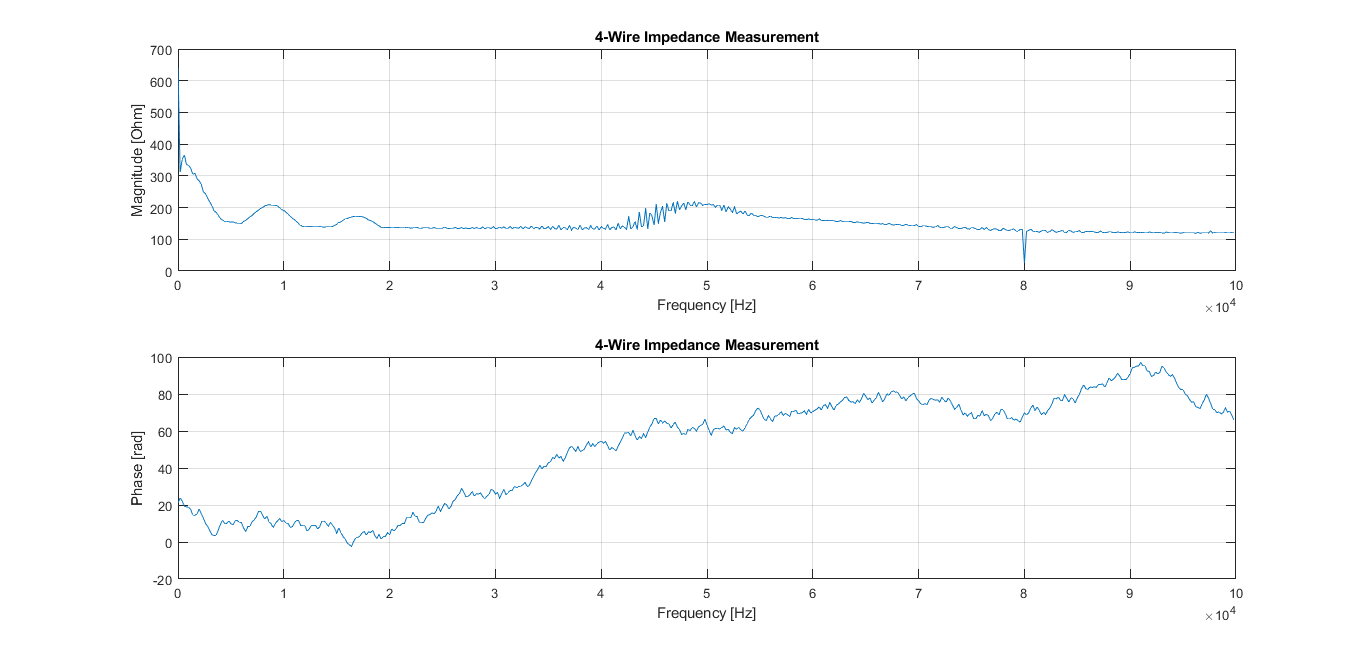 4-Wire Impedance Measurement
700
600
500
400
300
200
100
0
Magnitude [Ohm]
0 1 2 3 4 5 6 7 8 9 10
Frequency [Hz]
×10^4
4-Wire Impedance Measurement
100
80
60
40
20
0
-20
Phase [rad]
0 1 2 3 4 5 6 7 8 9 10
Frequency [Hz]
×10^4